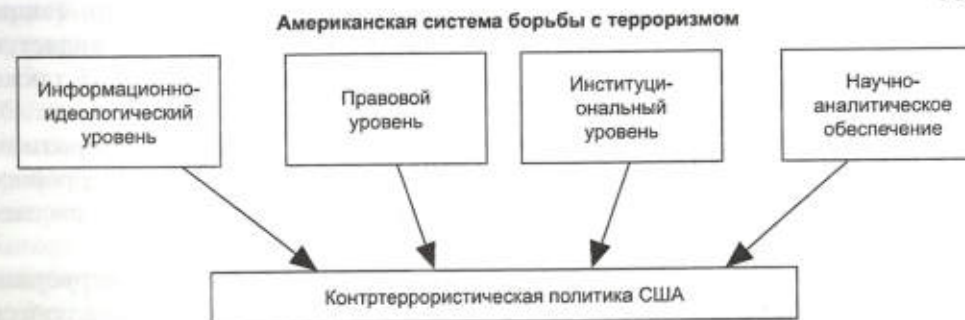 Американская система борьбы с терроризмом
Информационно-
идеологический
уровень
Правовой
уровень
Институци-
ональный
уровень
Научно-
аналитическое
обеспечение
Контртеррористическая политика США